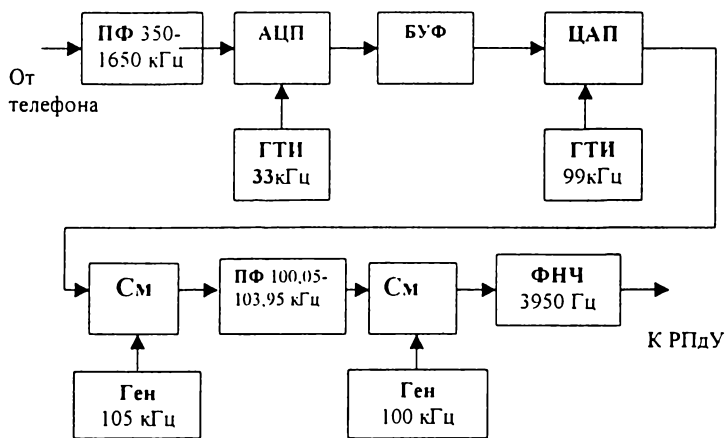 ПФ 350-
1650 кГц
АЦП
БУФ
ЦАП
От
телефона
ГТИ
33кГц
ГТИ
99кГц
См
ПФ 100,05-
103,95 кГц
См
ФНЧ
3950 Гц
К РПдУ
Ген
105 кГц
Ген
100 кГц